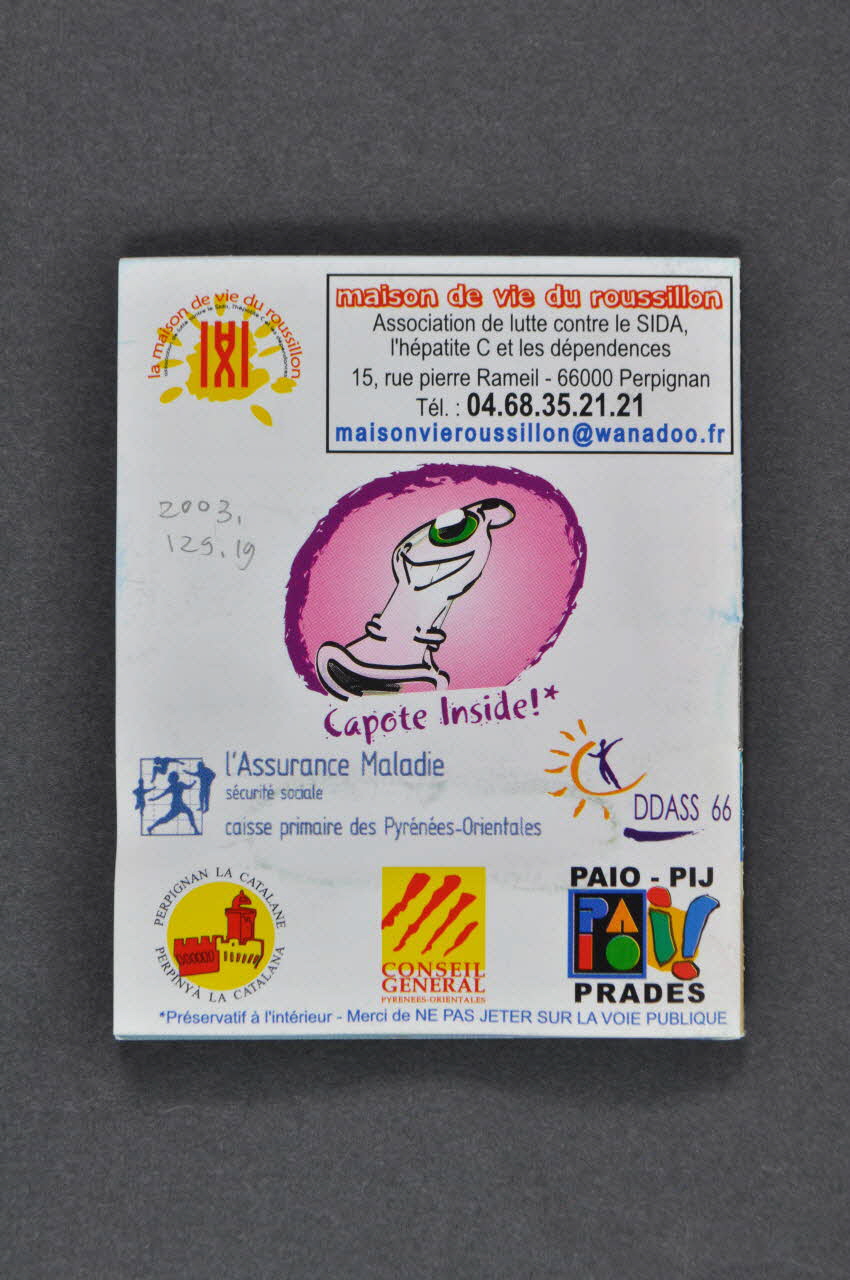 la maison de vie du roussillon
maison de vie du roussillon
Association de lutte contre le SIDA,
l'hépatite C et les dépendences
15, rue pierre Rameil - 66000 Perpignan
Tél. : 04.68.35.21.21
maisonvieroussillon@wanadoo.fr
2003.
129.19
Capote Inside!*
l'Assurance Maladie
sécurité sociale
caisse primaire des Pyrénées-Orientales
DDASS 66
PERPIGNAN LA CATALANE
PERPINYÀ LA CATALANA
CONSEIL
GENERAL
PYRENEES-ORIENTALES
PAIO - PIJ
PAIO
PRADES
*Préservatif à l'intérieur - Merci de NE PAS JETER SUR LA VOIE PUBLIQUE